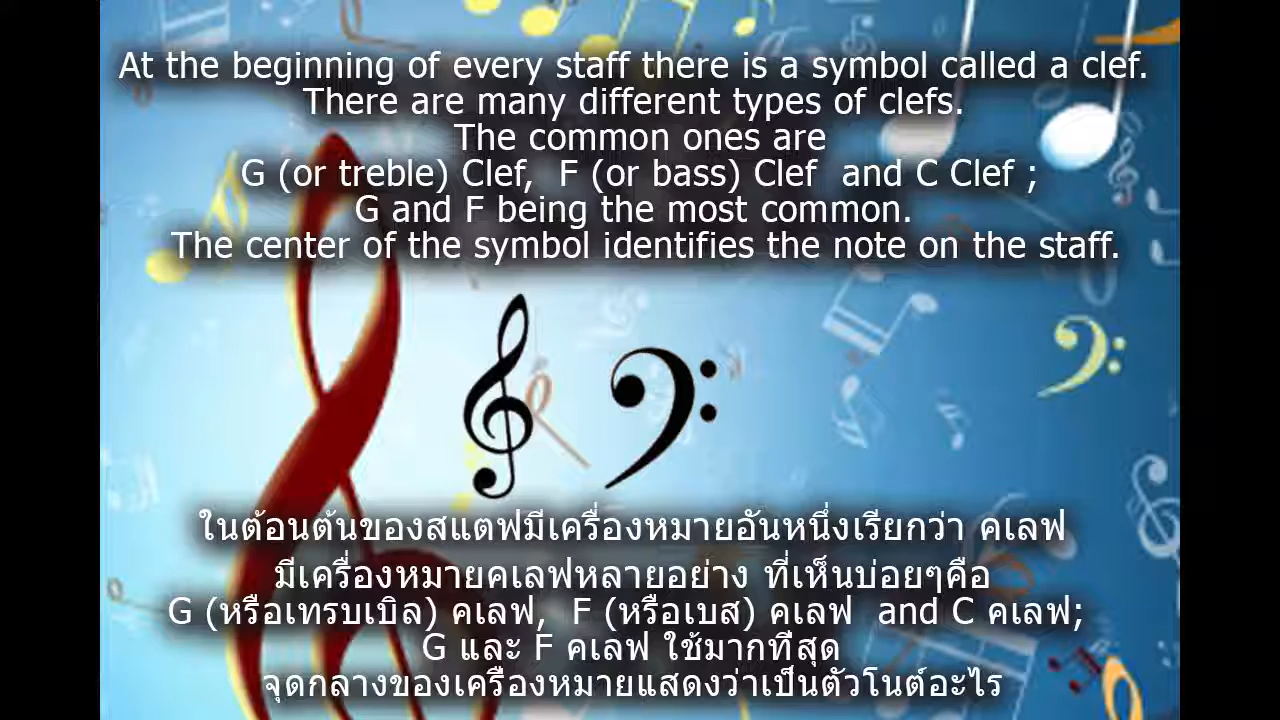 At the beginning of every staff there is a symbol called a clef.
There are many different types of clefs.
The common ones are
G (or treble) Clef,  F (or bass) Clef  and C Clef ;
G and F being the most common.
The center of the symbol identifies the note on the staff.
ในต้อนต้นของสแตฟมีเครื่องหมายอันหนึ่งเรียกว่า คเลฟ
มีเครื่องหมายคเลฟหลายอย่าง ที่เห็นบ่อยๆคือ
G (หรือเทรบเบิล) คเลฟ,  F (หรือเบส) คเลฟ  and C คเลฟ;
G และ F คเลฟ ใช้มากที่สุด
จุดกลางของเครื่องหมายแสดงว่าเป็นตัวโนต์อะไร